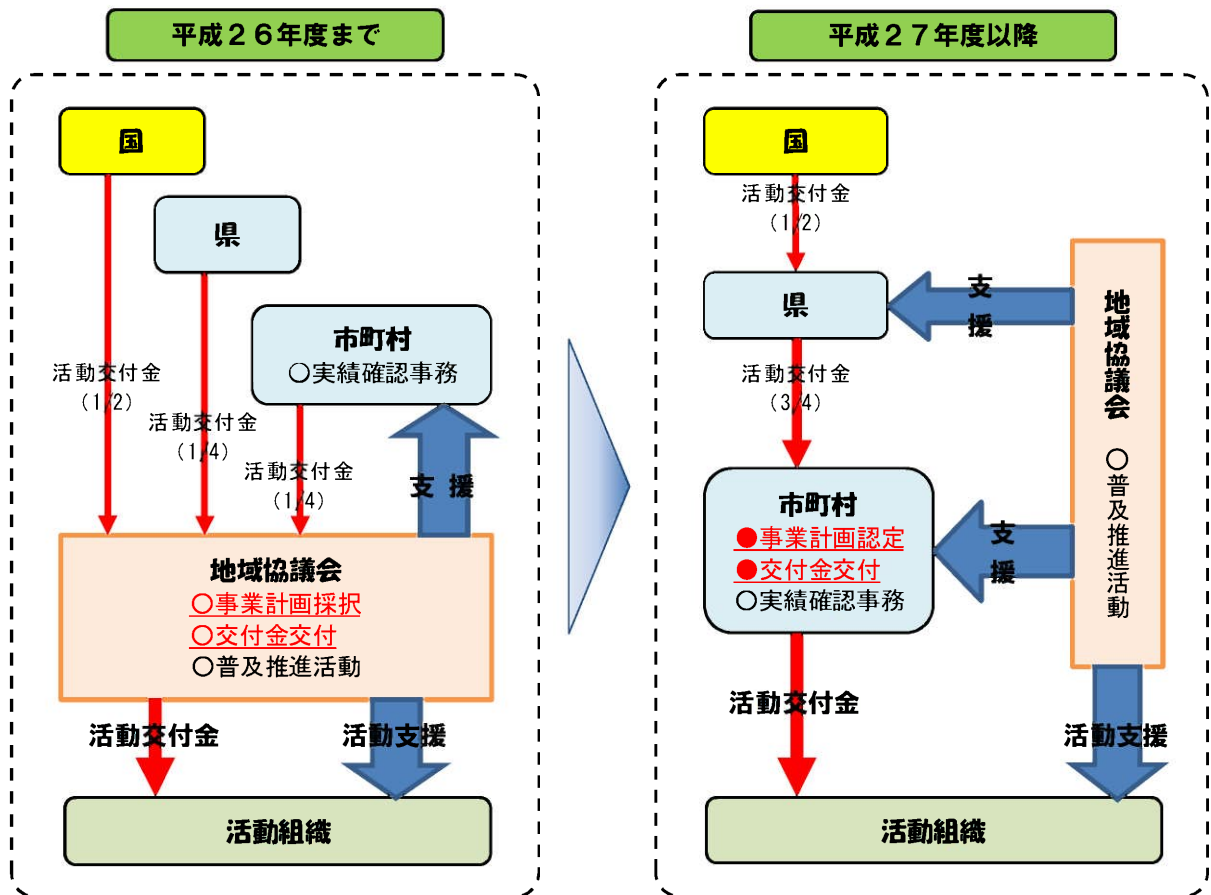 平成２６年度まで
国
県
市町村
○実績確認事務
活動交付金
(1/2)
活動交付金
(1/4)
活動交付金
(1/4)
支 援
地域協議会
○事業計画採択
○交付金交付
○普及推進活動
活動交付金
活動支援
活動組織
平成２７年度以降
国
活動交付金
(1/2)
県
支
援
地域協議会 ○普及推進活動
活動交付金
(3/4)
市町村
●事業計画認定
●交付金交付
○実績確認事務
支
援
活動交付金
活動支援
活動組織